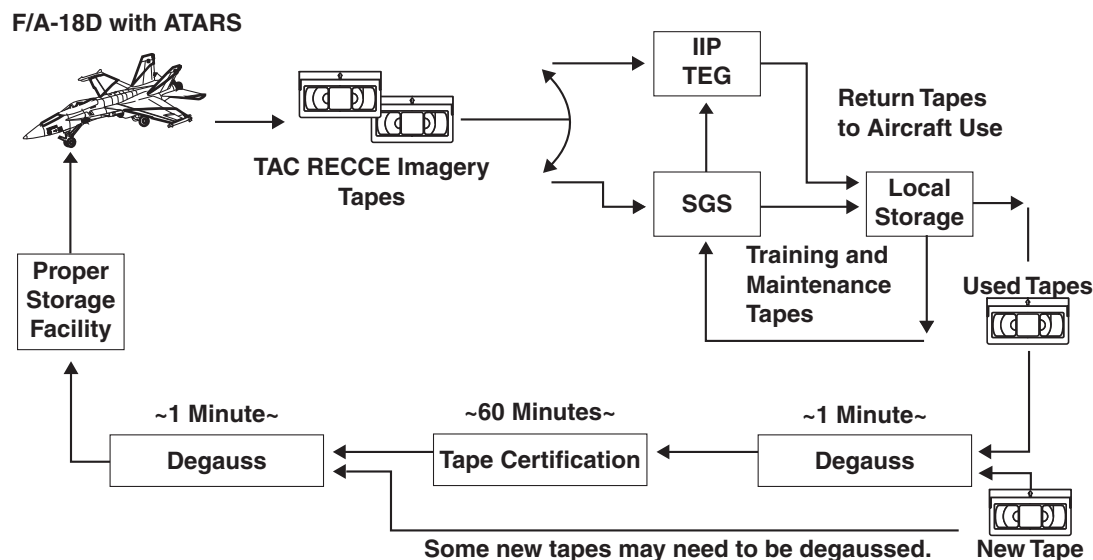 F/A-18D with ATARS
IIP
TEG
Return Tapes
to Aircraft Use
TAC RECCE Imagery
Tapes
SGS
Local
Storage
Training and
Maintenance
Tapes
Used Tapes
Proper
Storage
Facility
~1 Minute~
~60 Minutes~
~1 Minute~
Degauss
Tape Certification
Degauss
Some new tapes may need to be degaussed.
New Tape